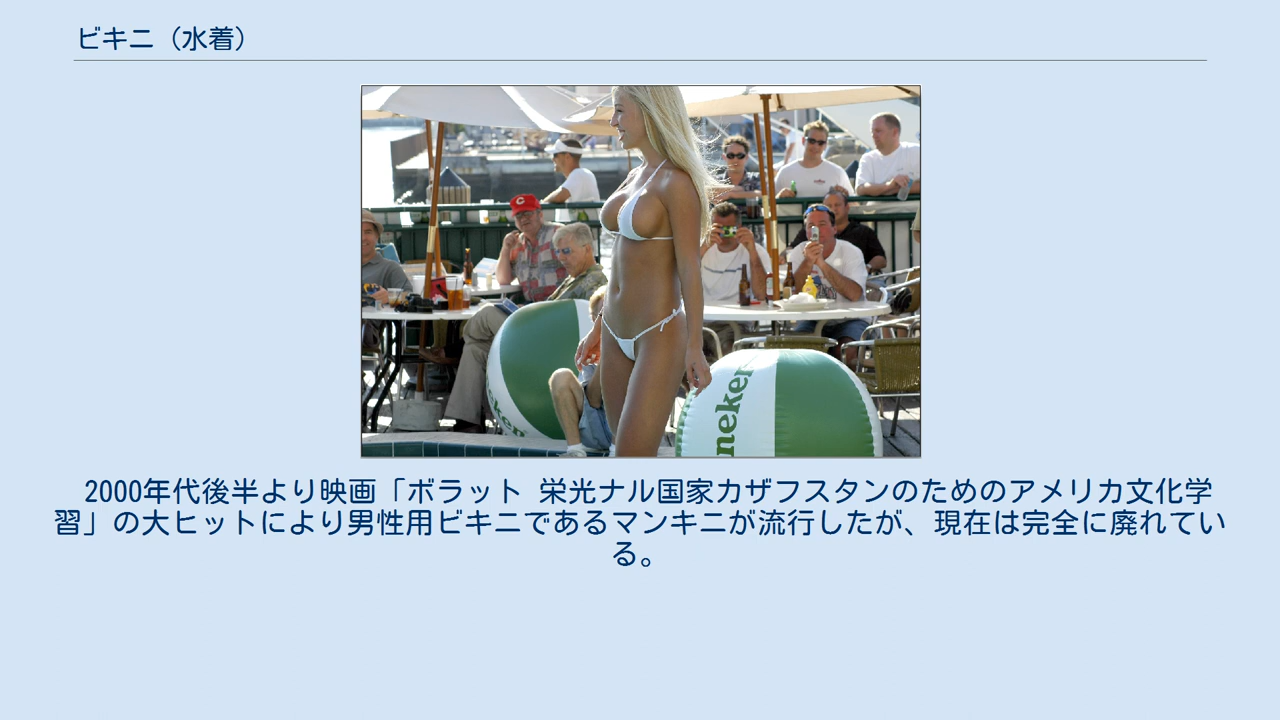 ビキニ（水着）
C
neken
neken
2000年代後半より映画「ボラット 栄光ナル国家カザフスタンのためのアメリカ文化学
習」の大ヒットにより男性用ビキニであるマンキニが流行したが、現在は完全に廃れてい
る。